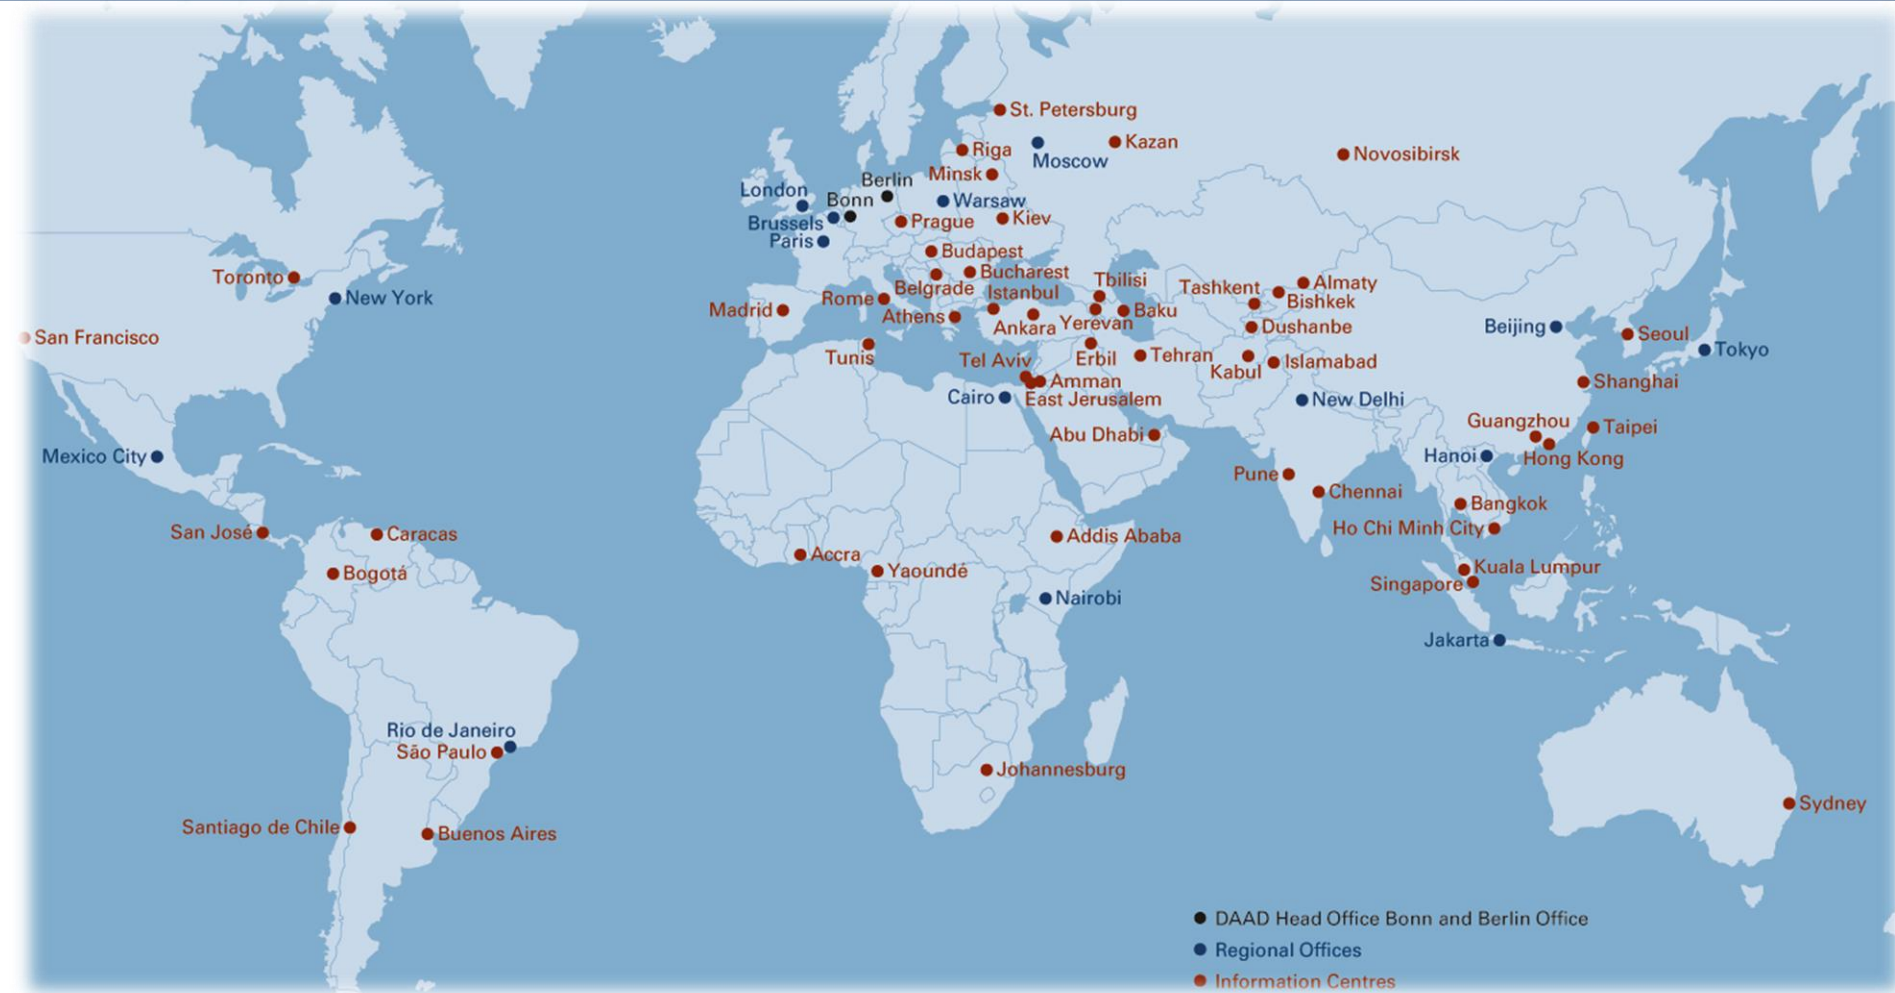 St. Petersburg
Kazan
Riga
Moscow
Novosibirsk
Minsk
Berlin
London
Bonn
Warsaw
Brussels
Prague
Kiev
Paris
Budapest
Bucharest
Toronto
Belgrade
Tbilisi
Tashkent
Almaty
New York
Rome
Istanbul
Bishkek
Madrid
Athens
Ankara
Yerevan
Baku
Dushanbe
Beijing
San Francisco
Seoul
Tunis
Tel Aviv
Erbil
Tehran
Kabul
Islamabad
Tokyo
Amman
Shanghai
Cairo
East Jerusalem
New Delhi
Abu Dhabi
Guangzhou
Taipei
Mexico City
Hanoi
Hong Kong
Pune
Chennai
Bangkok
San José
Caracas
Addis Ababa
Ho Chi Minh City
Accra
Bogotá
Yaoundé
Kuala Lumpur
Singapore
Nairobi
Jakarta
Rio de Janeiro
São Paulo
Johannesburg
Sydney
Santiago de Chile
Buenos Aires
DAAD Head Office Bonn and Berlin Office
Regional Offices
Information Centres